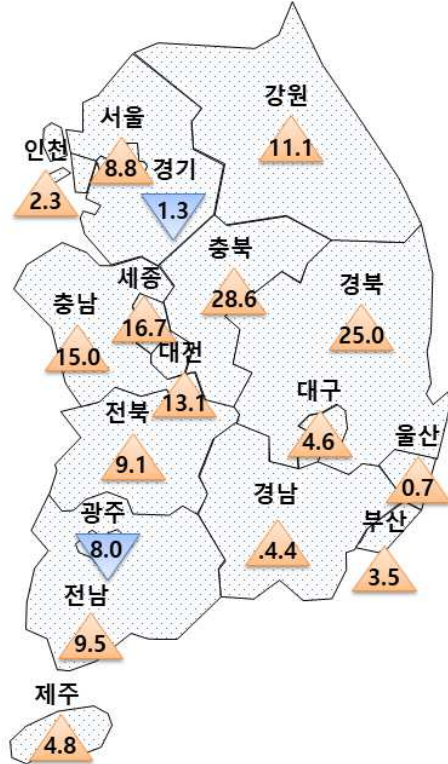 강원
11.1
서울
8.8
인천
2.3
경기
1.3
충북
28.6
세종
16.7
경북
25.0
충남
15.0
대전
13.1
대구
4.6
전북
9.1
울산
0.7
경남
.4.4
부산
3.5
광주
8.0
전남
9.5
제주
4.8